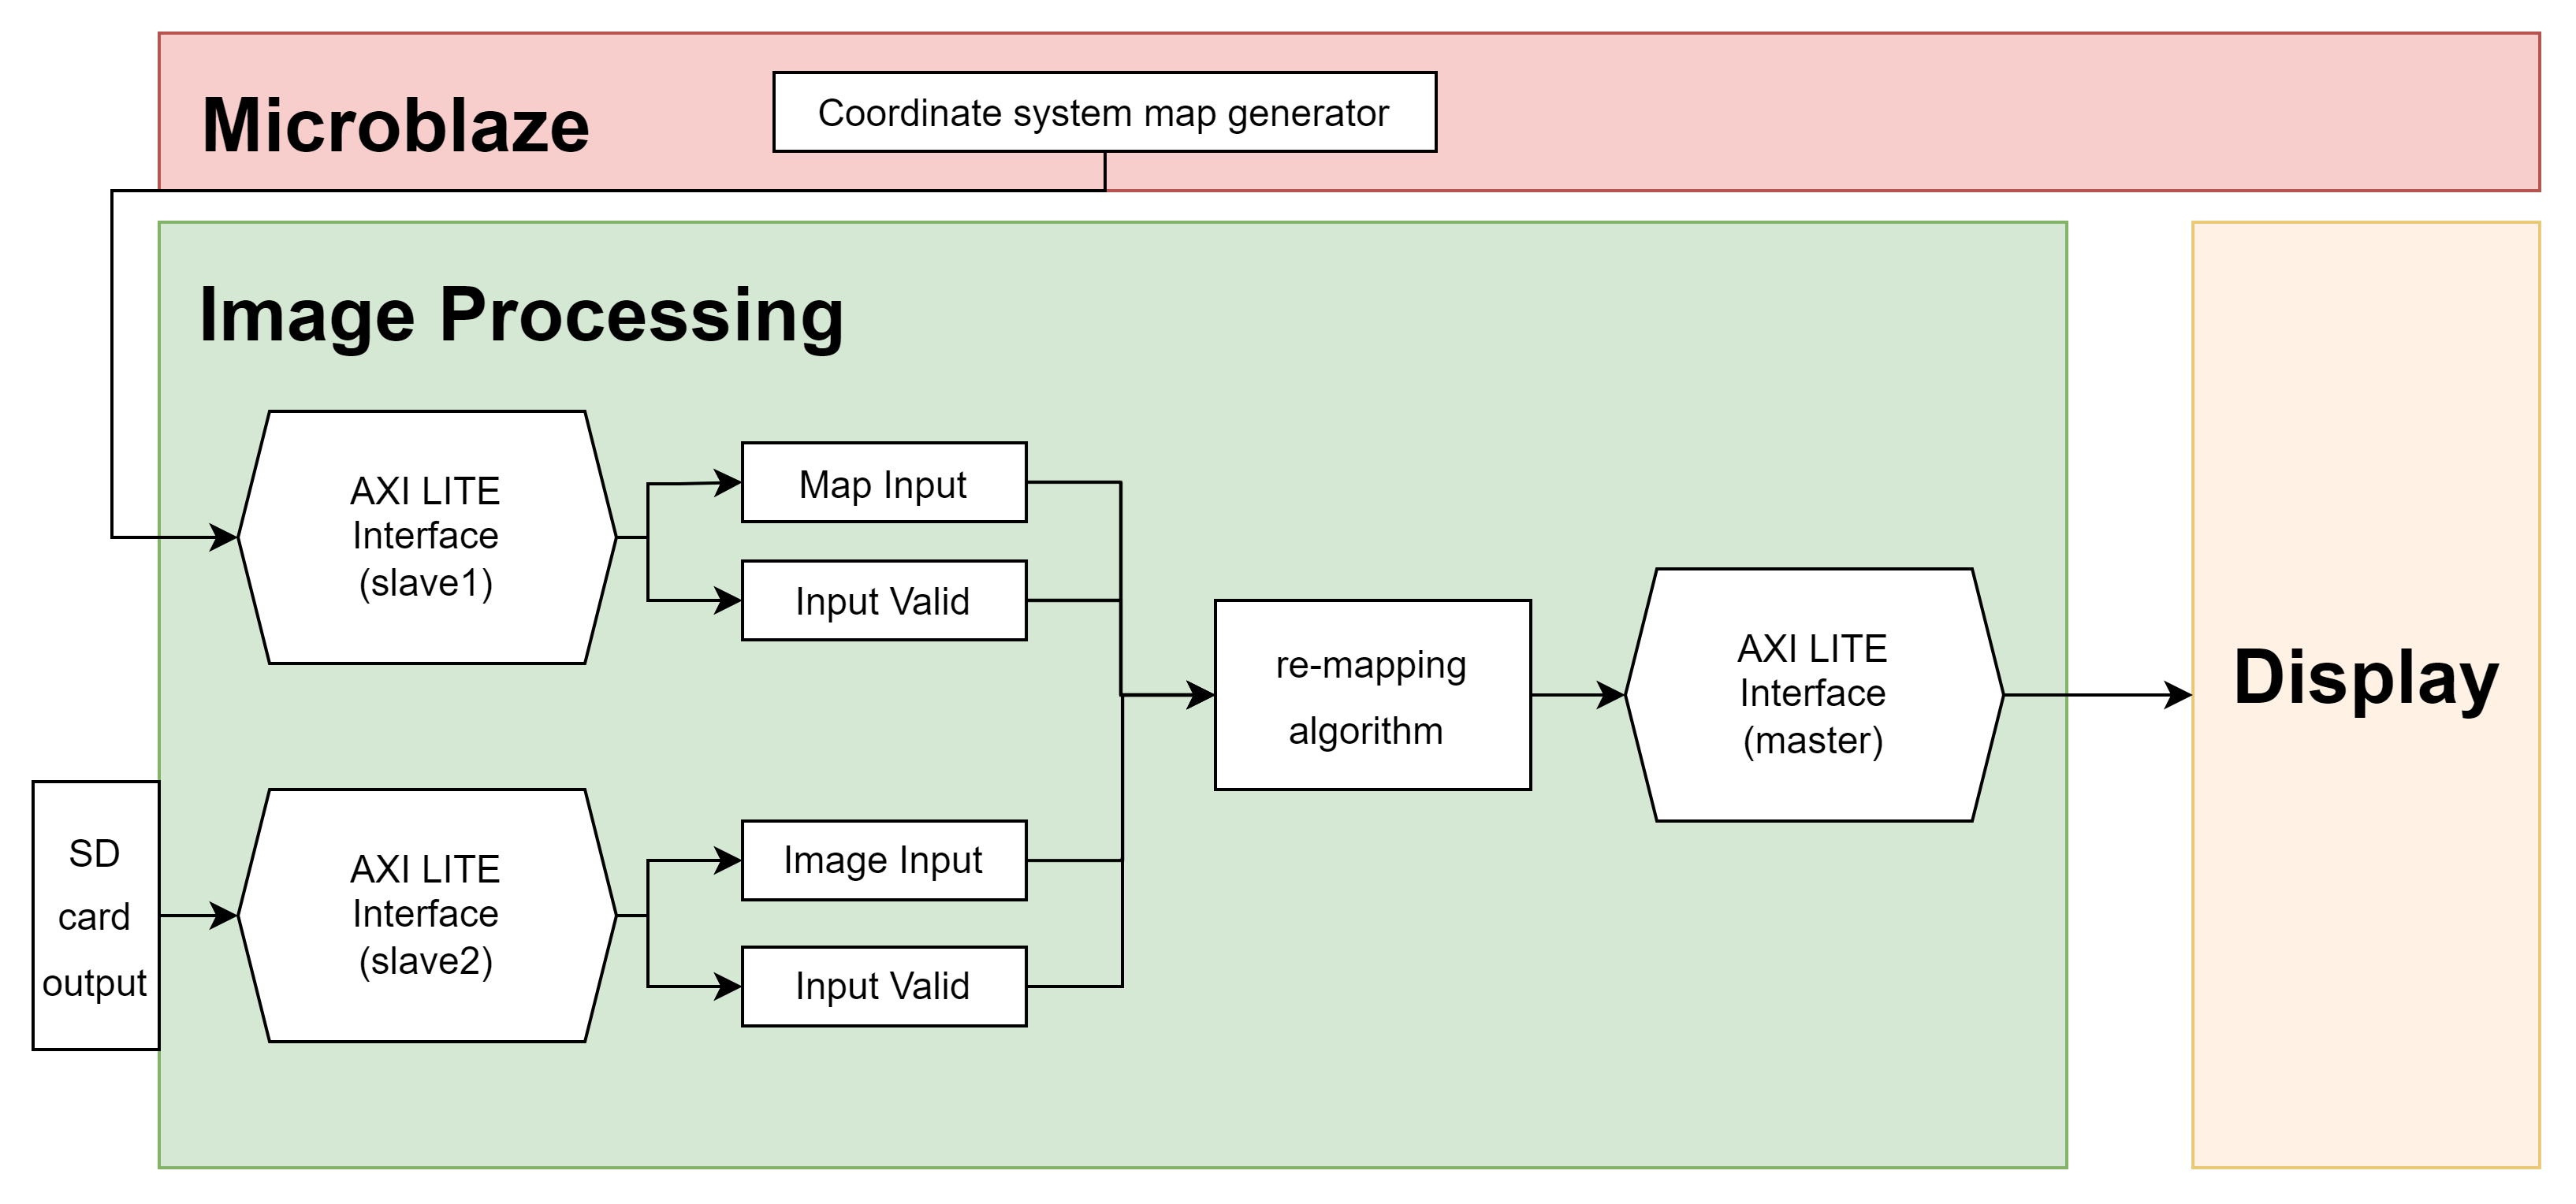 Microblaze
Coordinate system map generator
Image Processing
AXI LITE
Interface
(slave1)
Map Input
Input Valid
re-mapping
algorithm
AXI LITE
Interface
(master)
Display
SD
card
output
AXI LITE
Interface
(slave2)
Image Input
Input Valid